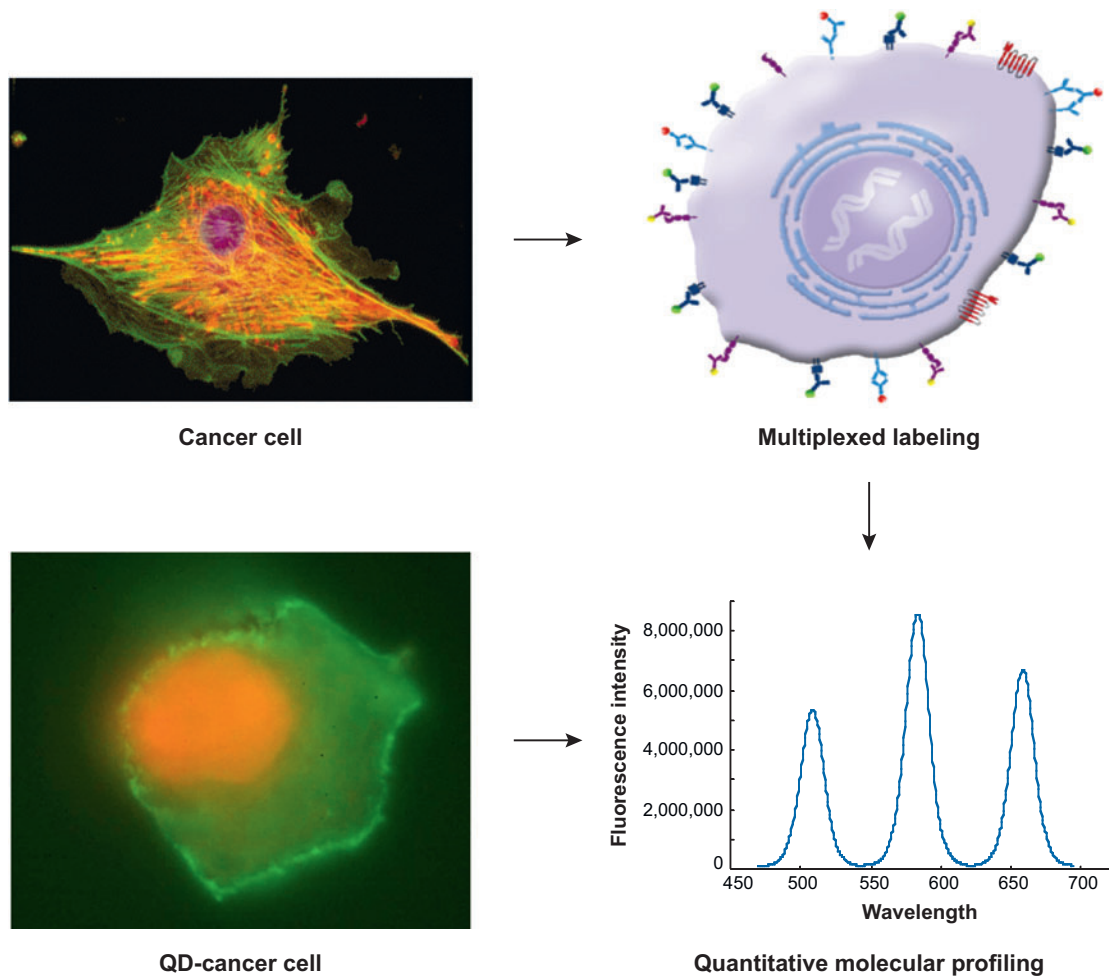 Cancer cell
Multiplexed labeling
QD-cancer cell
Fluorescence intensity
8,000,000
6,000,000
4,000,000
2,000,000
0
450 500 550 600 650 700
Wavelength
Quantitative molecular profiling